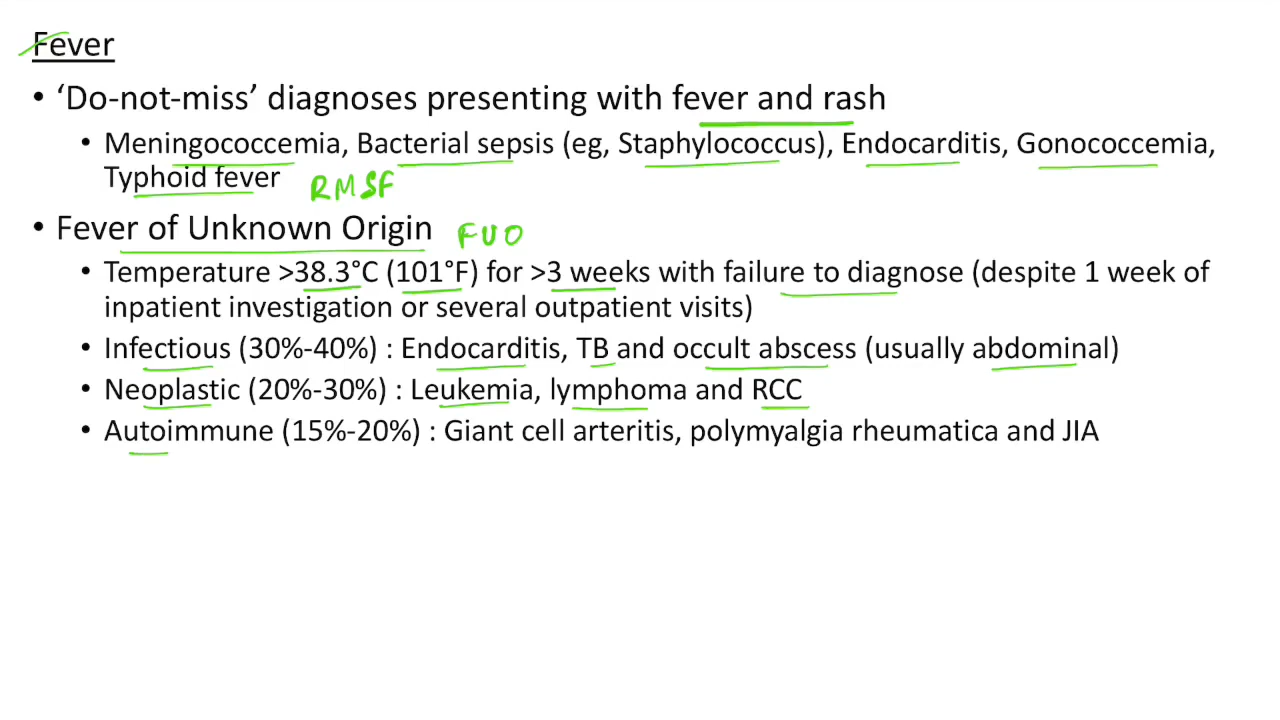 Fever
• ‘Do-not-miss’ diagnoses presenting with fever and rash
• Meningococcemia, Bacterial sepsis (eg, Staphylococcus), Endocarditis, Gonococcemia,
Typhoid fever RMSF
• Fever of Unknown Origin FUO
• Temperature >38.3°C (101°F) for >3 weeks with failure to diagnose (despite 1 week of
inpatient investigation or several outpatient visits)
• Infectious (30%-40%) : Endocarditis, TB and occult abscess (usually abdominal)
• Neoplastic (20%-30%) : Leukemia, lymphoma and RCC
• Autoimmune (15%-20%) : Giant cell arteritis, polymyalgia rheumatica and JIA